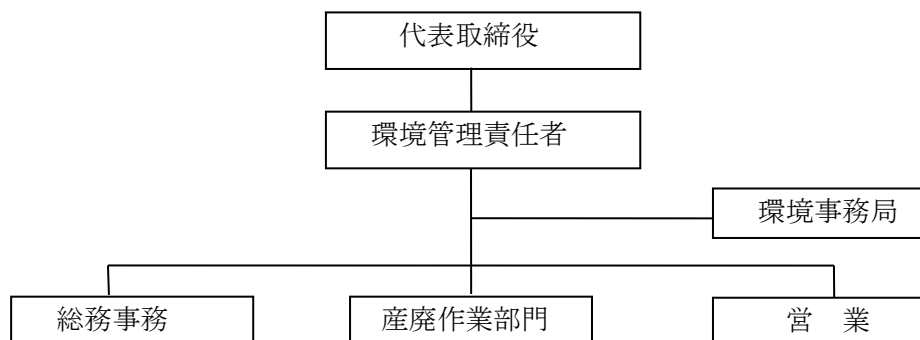 代表取締役
環境管理責任者
環境事務局
総務事務
産廃作業部門
営　業